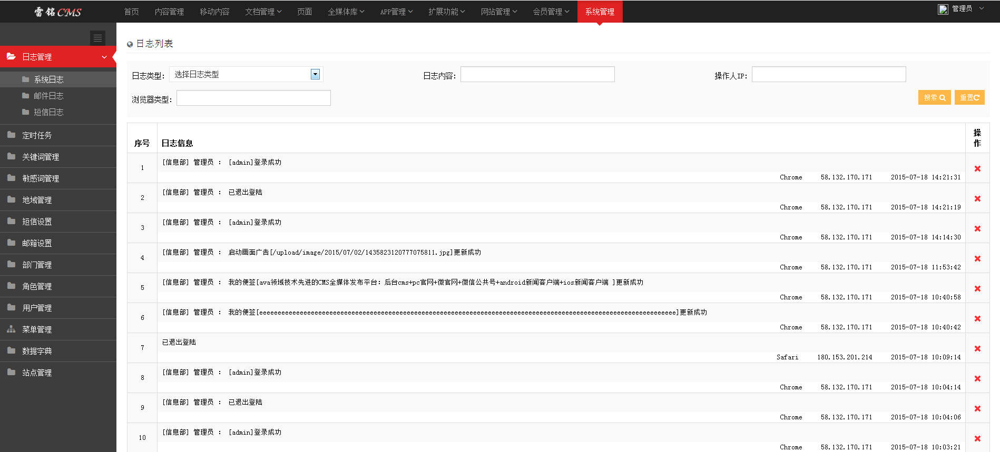 雷铭CMS
首页 内容管理 移动内容 文档管理 页面 全媒体库 APP管理 扩展功能 网站管理 会员管理 系统管理 管理员
日志管理
系统日志
邮件日志
短信日志
定时任务
关键词管理
敏感词管理
地域管理
短信设置
邮箱设置
部门管理
角色管理
用户管理
菜单管理
数据字典
站点管理
日志列表
日志类型: 选择日志类型 日志内容: 操作人IP:
浏览器类型: 搜索 重置
序号 日志信息 操作
1 [信息部] 管理员 : [admin]登录成功
Chrome 58.132.170.171 2015-07-18 14:21:31
2 [信息部] 管理员 : 已退出登陆
Chrome 58.132.170.171 2015-07-18 14:21:19
3 [信息部] 管理员 : [admin]登录成功
Chrome 58.132.170.171 2015-07-18 14:14:30
4 [信息部] 管理员 : 启动画面广告[/upload/image/2015/07/02/1435823120777075811.jpg]更新成功
Chrome 58.132.170.171 2015-07-18 11:53:42
5 [信息部] 管理员 : 我的便签[ava领域技术先进的CMS全媒体发布平台: 后台cms+pc官网+微官网+微信公共号+android新闻客户端+ios新闻客户端 ]更新成功
Chrome 58.132.170.171 2015-07-18 10:40:58
6 [信息部] 管理员 : 我的便签[eeeeeeeeeeeeeeeeeeeeeeeeeeeeeeeeeeeeeeeeeeeeeeeeeeeeeeeeeeeeeeeeeeeeeeeeeeeeeeeeeeeeeeeeeeeeeeeeeeeeeeeeeeeeeeeee]更新成功
Chrome 58.132.170.171 2015-07-18 10:40:42
7 已退出登陆
Safari 180.153.201.214 2015-07-18 10:09:14
8 [信息部] 管理员 : [admin]登录成功
Chrome 58.132.170.171 2015-07-18 10:04:14
9 [信息部] 管理员 : 已退出登陆
Chrome 58.132.170.171 2015-07-18 10:04:06
10 [信息部] 管理员 : [admin]登录成功
Chrome 58.132.170.171 2015-07-18 10:03:21